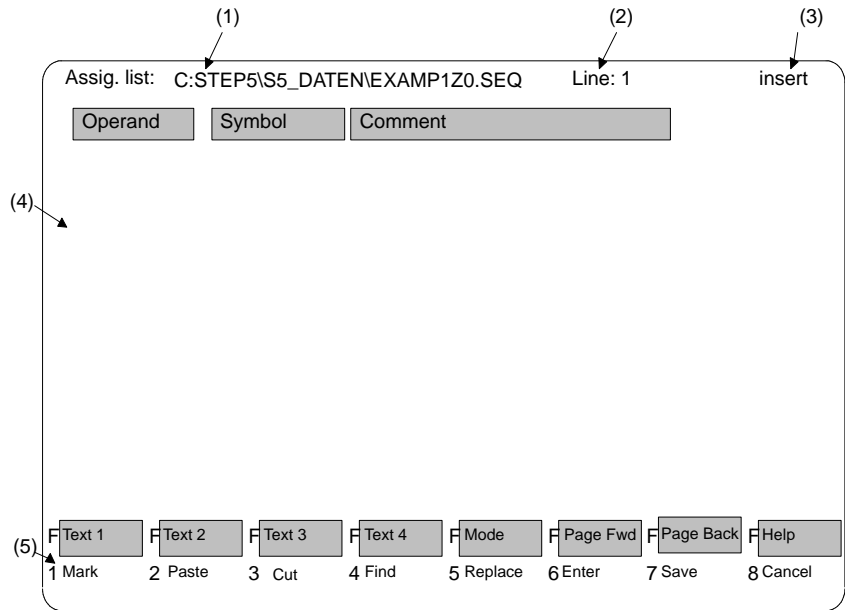 (1) (2) (3)
Assig. list: C:STEP5\S5_DATEN\EXAMP1Z0.SEQ Line: 1 insert
Operand Symbol Comment
(4)
F Text 1 F Text 2 F Text 3 F Text 4 F Mode F Page Fwd F Page Back F Help
(5)
1 Mark 2 Paste 3 Cut 4 Find 5 Replace 6 Enter 7 Save 8 Cancel